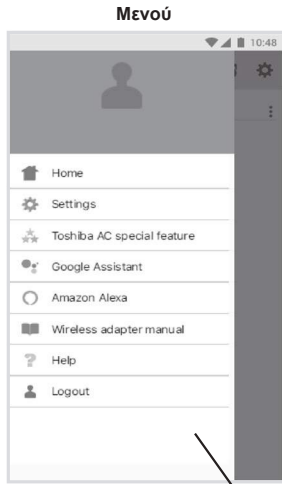 Μενού
10:48
Home
Settings
Toshiba AC special feature
Google Assistant
Amazon Alexa
Wireless adapter manual
Help
Logout